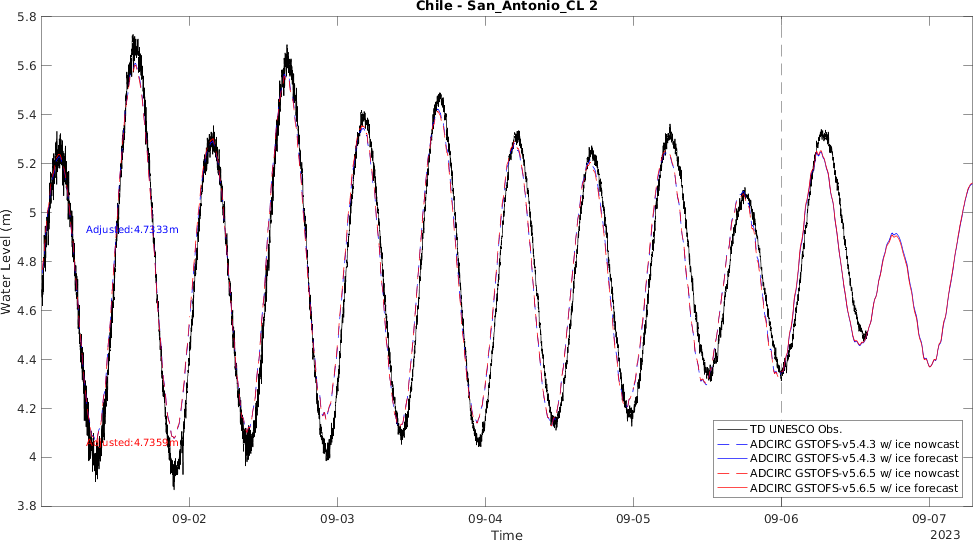 Chile - San_Antonio_CL 2
Water Level (m)
5.8
5.6
5.4
5.2
5
4.8
4.6
4.4
4.2
4
3.8
Adjusted:4.7333m
Adjusted:4.7359m
TD UNESCO Obs.
ADCIRC GSTOFS-v5.4.3 w/ ice nowcast
ADCIRC GSTOFS-v5.4.3 w/ ice forecast
ADCIRC GSTOFS-v5.6.5 w/ ice nowcast
ADCIRC GSTOFS-v5.6.5 w/ ice forecast
09-02 09-03 09-04 09-05 09-06 09-07
Time
2023